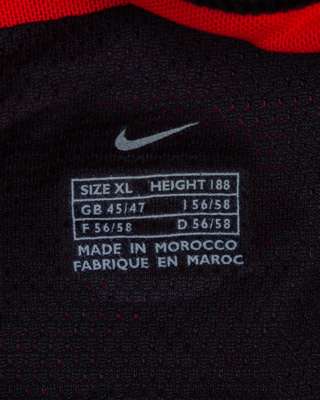 SIZE XL HEIGHT 188
GB 45/47 I 56/58
F 56/58 D 56/58
MADE IN MOROCCO
FABRIQUE EN MAROC